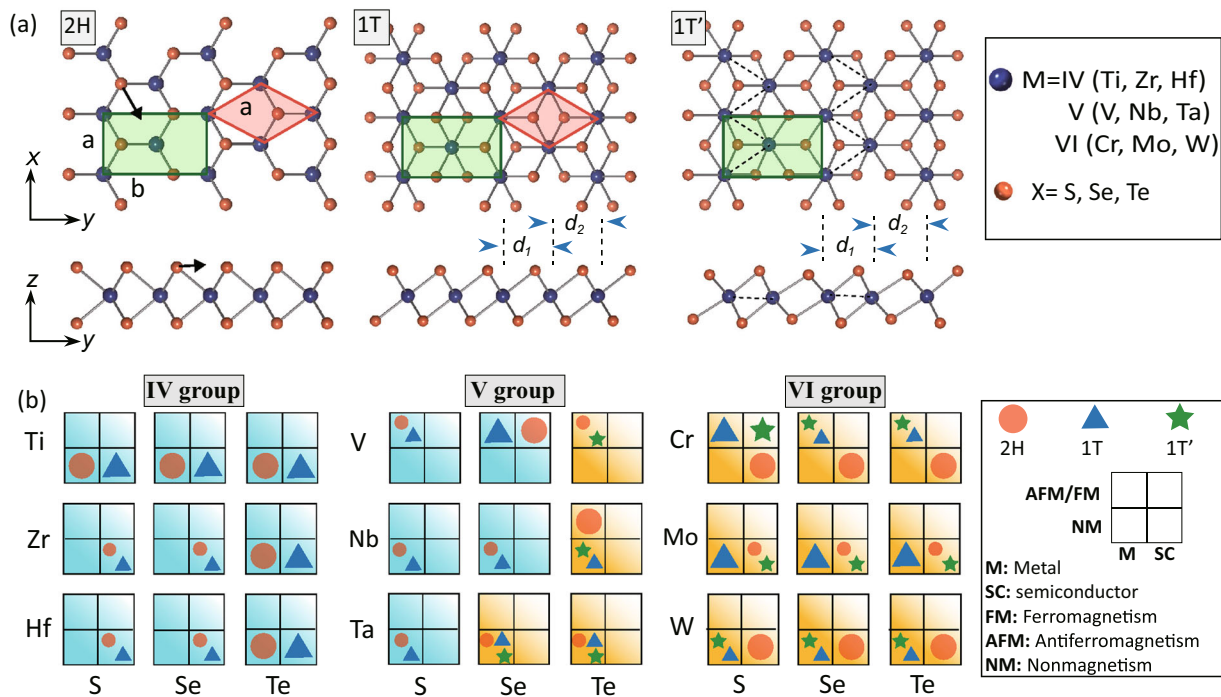 (a)
2H
1T
1T’
a
a
b
x
y
z
y
d1
d2
d1
d2
M=IV (Ti, Zr, Hf)
V (V, Nb, Ta)
VI (Cr, Mo, W)
X= S, Se, Te
(b)
IV group
V group
VI group
Ti
V
Cr
Zr
Nb
Mo
Hf
Ta
W
S Se Te
S Se Te
S Se Te
2H 1T 1T’
AFM/FM
NM
M SC
M: Metal
SC: semiconductor
FM: Ferromagnetism
AFM: Antiferromagnetism
NM: Nonmagnetism